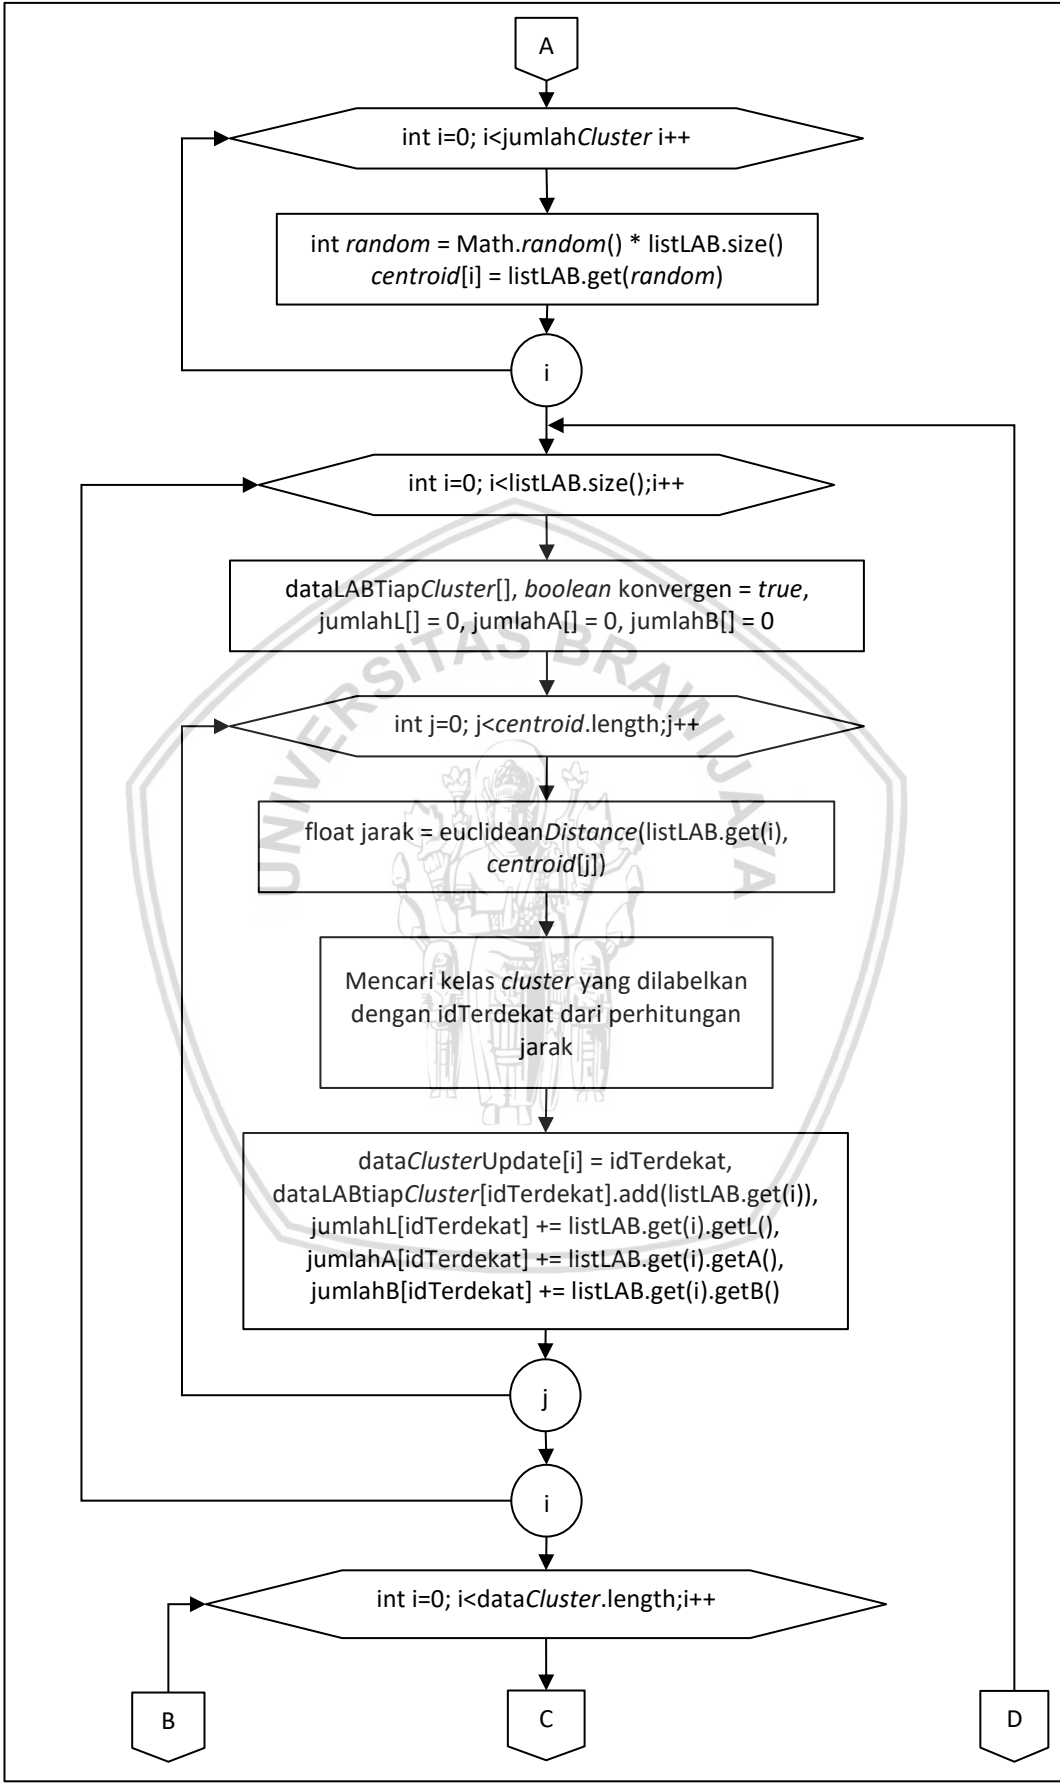 A
int i=0; i<jumlahCluster i++
int random = Math.random() * listLAB.size()
centroid[i] = listLAB.get(random)
i
int i=0; i<listLAB.size();i++
dataLABTiapCluster[], boolean konvergen = true,
jumlahL[] = 0, jumlahA[] = 0, jumlahB[] = 0
UNIVERSITAS BRAWIJAYA
int j=0; j<centroid.length;j++
float jarak = euclideanDistance(listLAB.get(i),
centroid[j])
Mencari kelas cluster yang dilabelkan
dengan idTerdekat dari perhitungan
jarak
dataClusterUpdate[i] = idTerdekat,
dataLABtiapCluster[idTerdekat].add(listLAB.get(i)),
jumlahL[idTerdekat] += listLAB.get(i).getL(),
jumlahA[idTerdekat] += listLAB.get(i).getA(),
jumlahB[idTerdekat] += listLAB.get(i).getB()
j
i
int i=0; i<dataCluster.length;i++
B
C
D